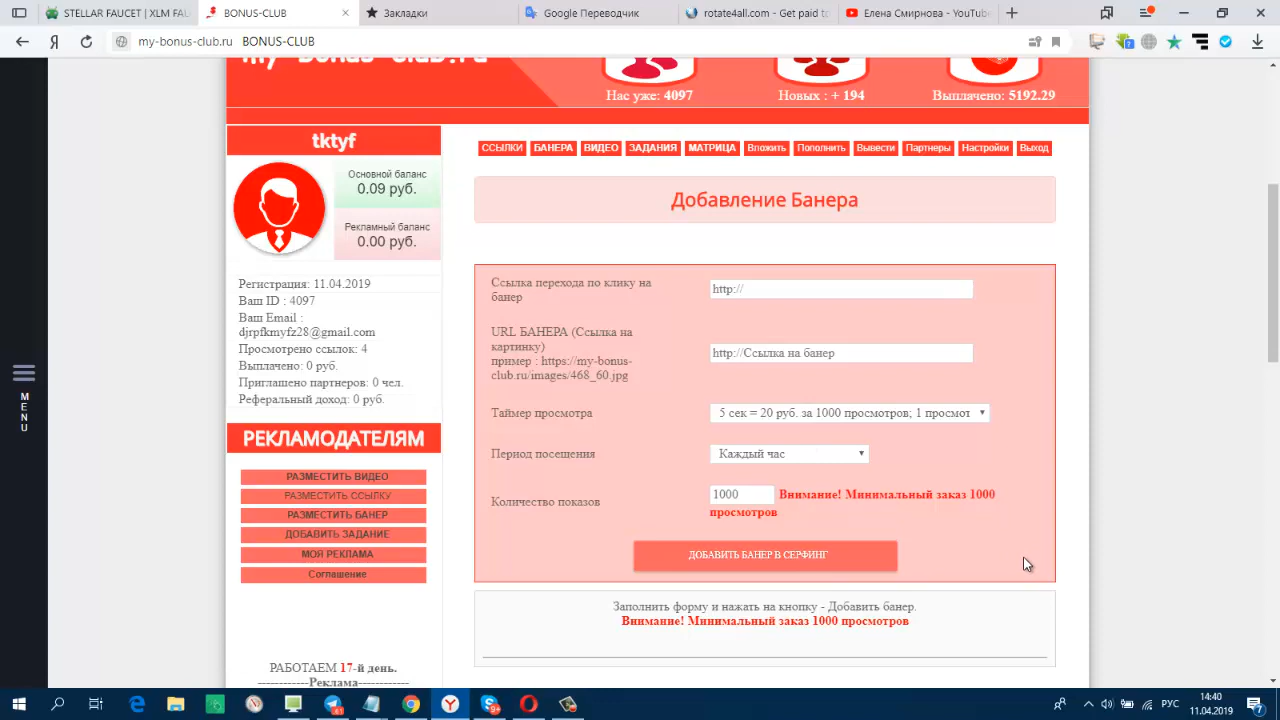 STELLAR FAUCET | XLM FAU
BONUS-CLUB
Закладки
Google Переводчик
rotate4all.com - Get paid t
Елена Смирнова - YouTub
my-bonus-club.ru BONUS-CLUB
my-bonus-club.ru
Нас уже: 4097
Новых : + 194
Выплачено: 5192.29
tktyf
Основной баланс
0.09 руб.
Рекламный баланс
0.00 руб.
Регистрация: 11.04.2019
Ваш ID : 4097
Ваш Email :
djrpfkmyfz28@gmail.com
Просмотрено ссылок: 4
Выплачено: 0 руб.
Приглашено партнеров: 0 чел.
Реферальный доход: 0 руб.
РЕКЛАМОДАТЕЛЯМ
РАЗМЕСТИТЬ ВИДЕО
РАЗМЕСТИТЬ ССЫЛКУ
РАЗМЕСТИТЬ БАНЕР
ДОБАВИТЬ ЗАДАНИЕ
МОЯ РЕКЛАМА
Соглашение
РАБОТАЕМ 17-й день.
------------Реклама------------
MENU
ССЫЛКИ БАНЕРА ВИДЕО ЗАДАНИЯ МАТРИЦА Вложить Пополнить Вывести Партнеры Настройки Выход
Добавление Банера
Ссылка перехода по клику на
банер
http://
URL БАНЕРА (Ссылка на
картинку)
пример : https://my-bonus-
club.ru/images/468_60.jpg
http://Ссылка на банер
Таймер просмотра
5 сек = 20 руб. за 1000 просмотров; 1 просмот
Период посешения
Каждый час
Количество показов
1000 Внимание! Минимальный заказ 1000
просмотров
ДОБАВИТЬ БАНЕР В СЕРФИНГ
Заполнить форму и нажать на кнопку - Добавить банер.
Внимание! Минимальный заказ 1000 просмотров
РУС
14:40
11.04.2019